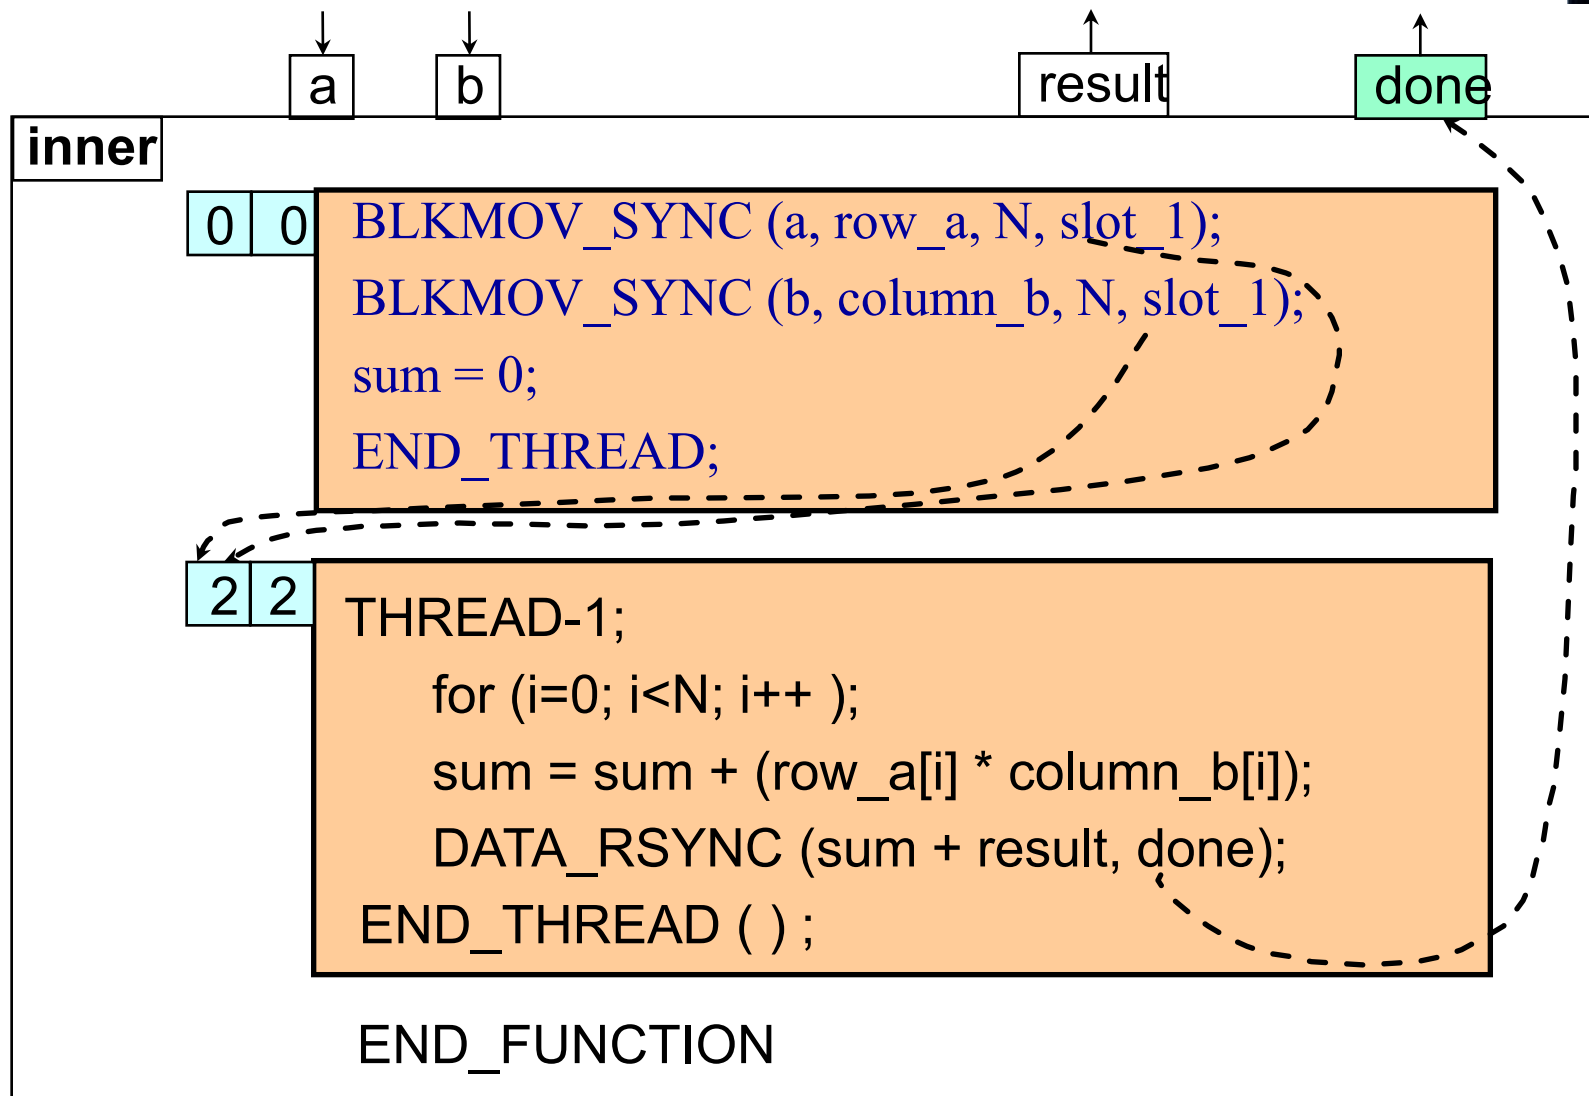 a b result done
inner
0 0
BLKMOV_SYNC (a, row_a, N, slot_1);
BLKMOV_SYNC (b, column_b, N, slot_1);
sum = 0;
END_THREAD;
2 2
THREAD-1;
for (i=0; i<N; i++ );
sum = sum + (row_a[i] * column_b[i]);
DATA_RSYNC (sum + result, done);
END_THREAD ( ) ;
END_FUNCTION